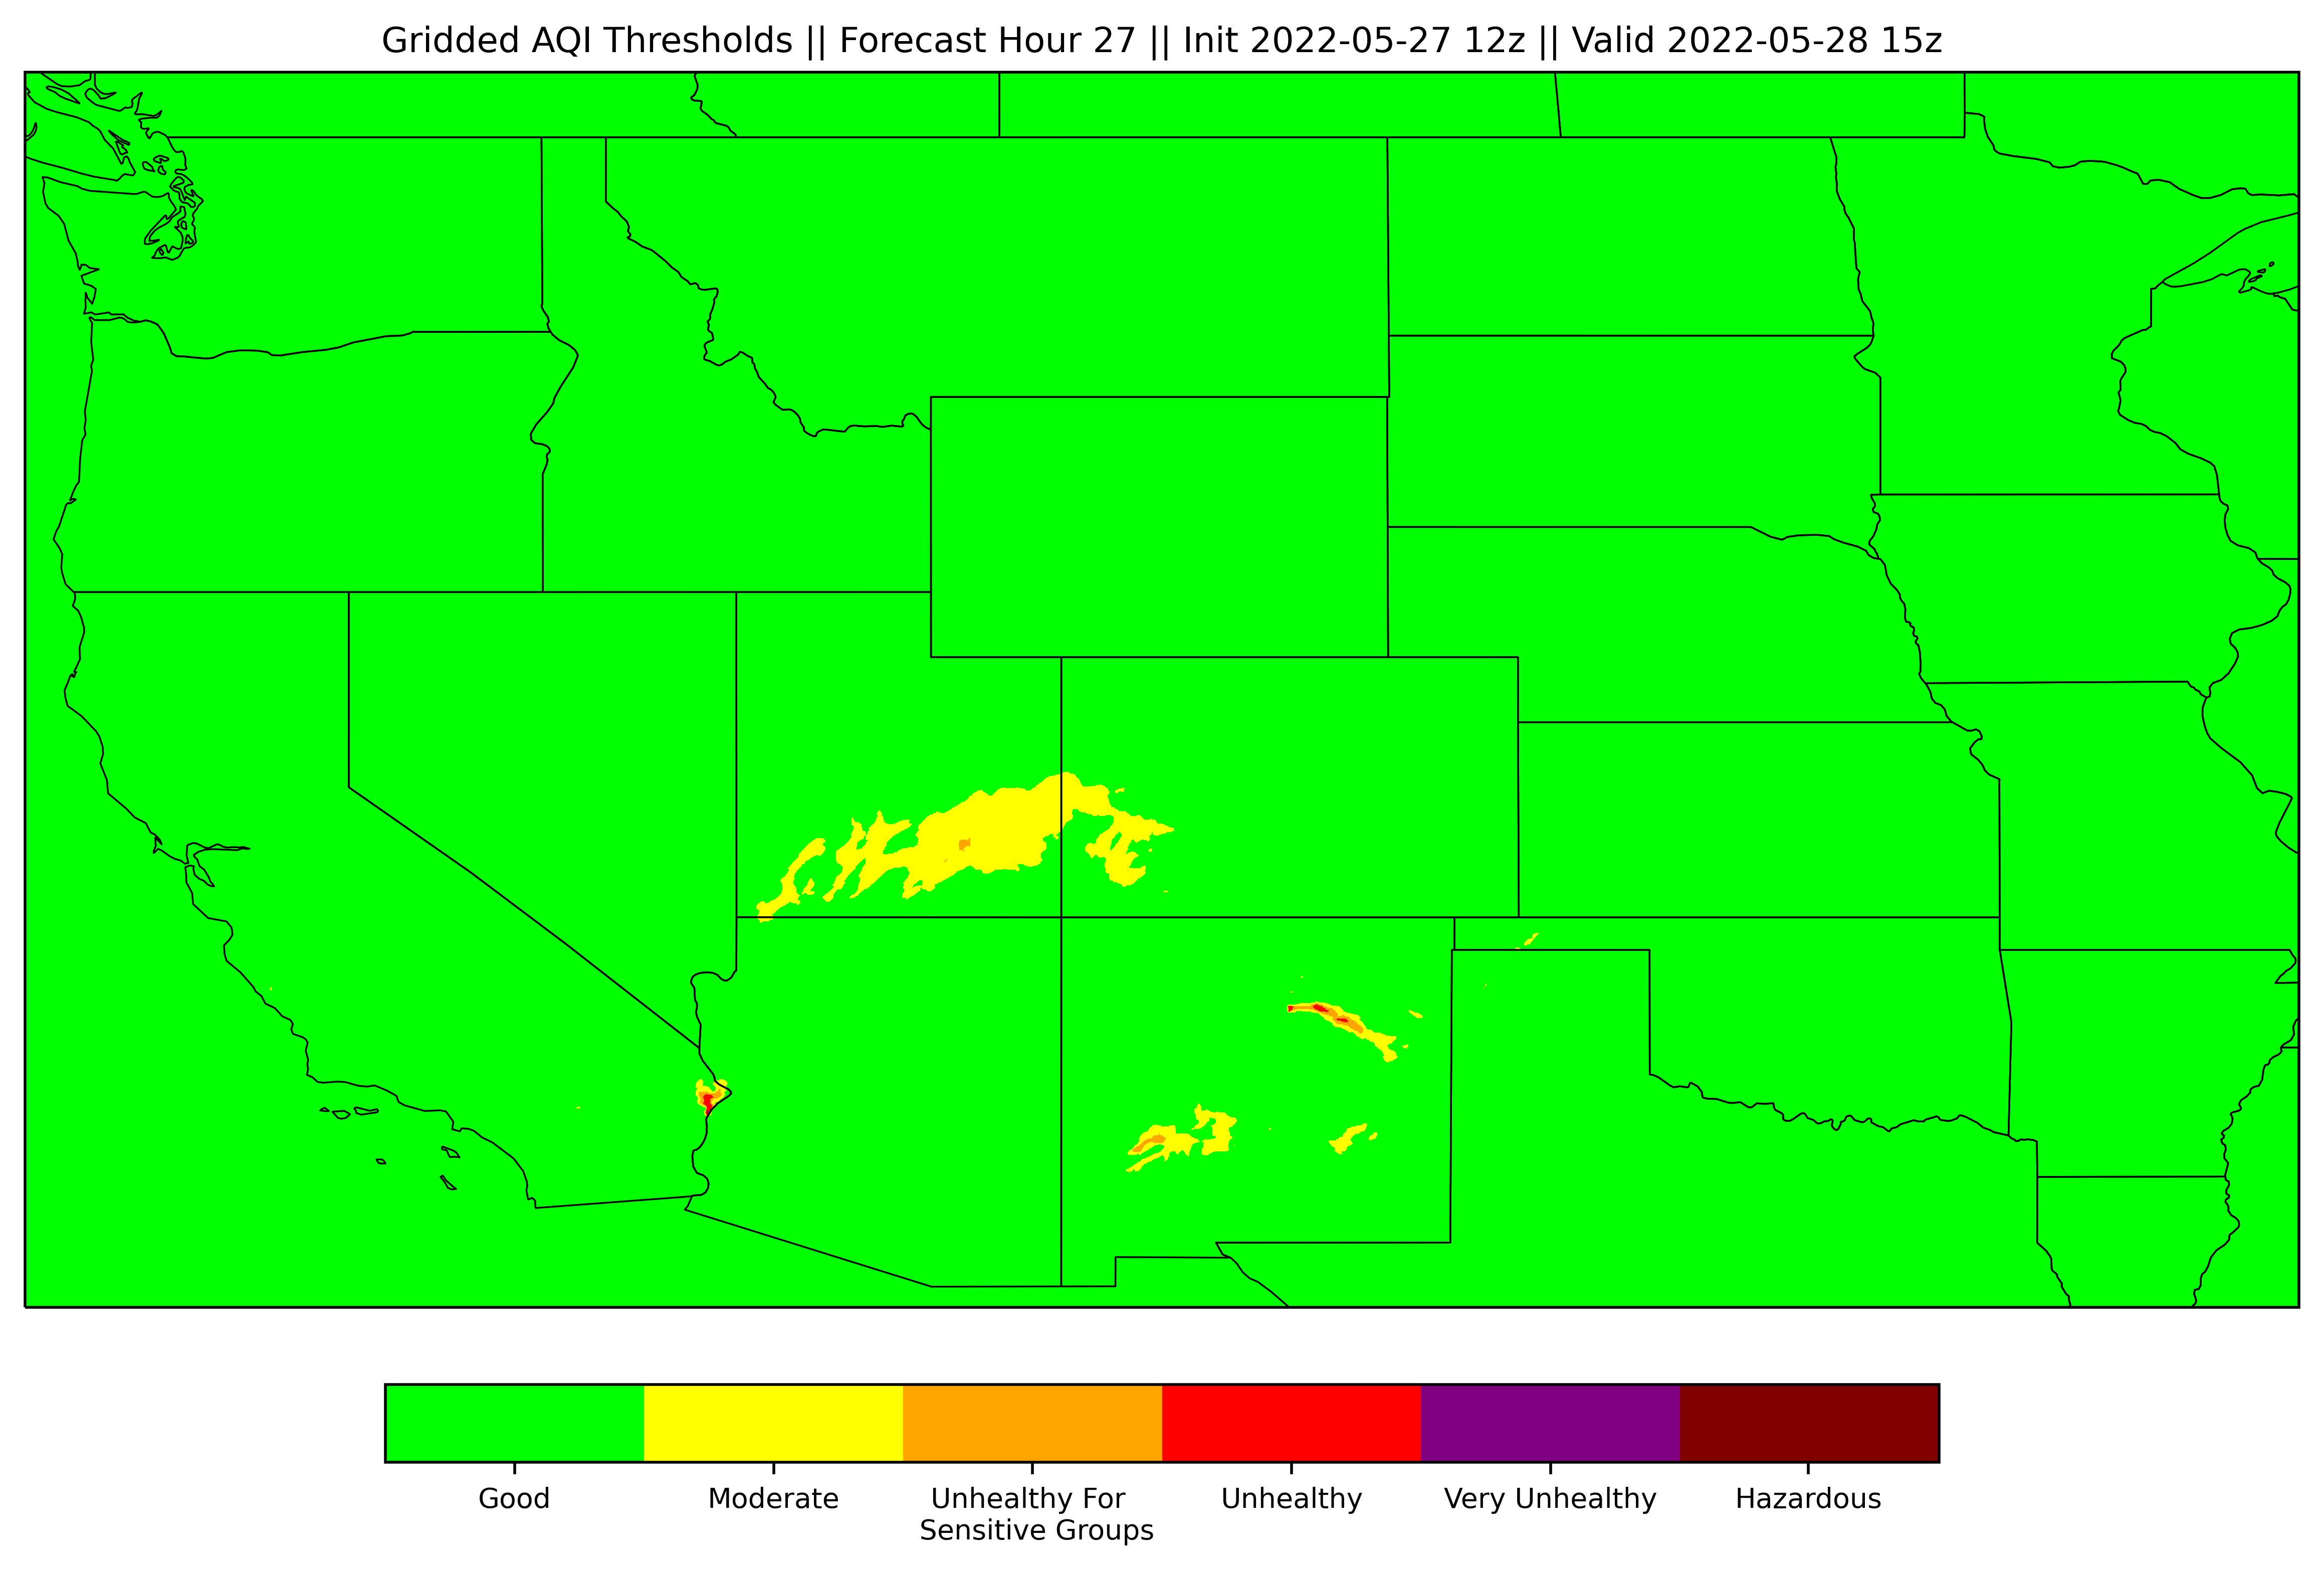 Gridded AQI Thresholds || Forecast Hour 27 || Init 2022-05-27 12z || Valid 2022-05-28 15z
Good Moderate Unhealthy For Unhealthy Very Unhealthy Hazardous
Sensitive Groups